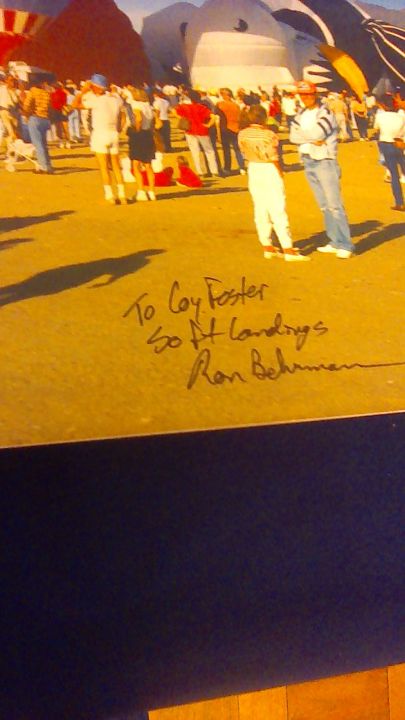 To Coy Foster
Soft Landings
Ron Behrman